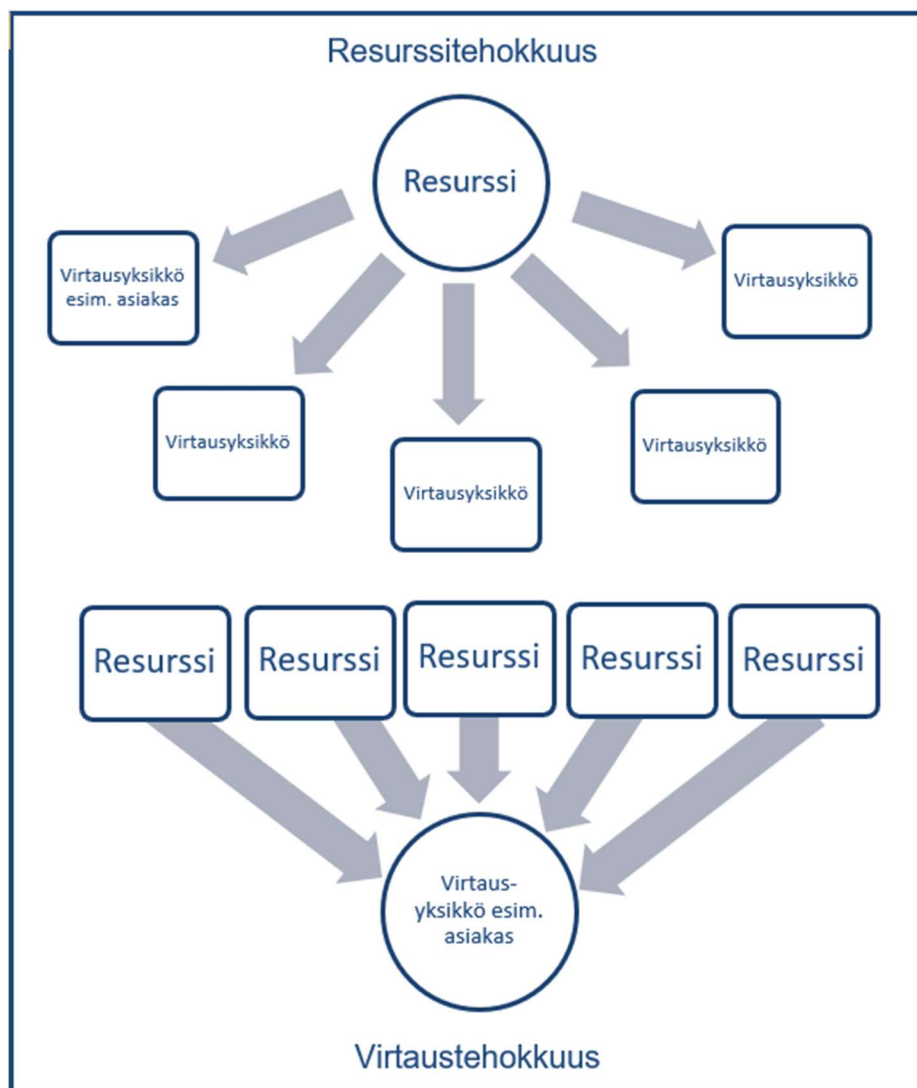 Resurssitehokkuus
Resurssi
Virtausyksikkö
esim. asiakas
Virtausyksikkö
Virtausyksikkö
Virtausyksikkö
Virtausyksikkö
Resurssi
Resurssi
Resurssi
Resurssi
Resurssi
Virtaus-
yksikkö esim.
asiakas
Virtaustehokkuus